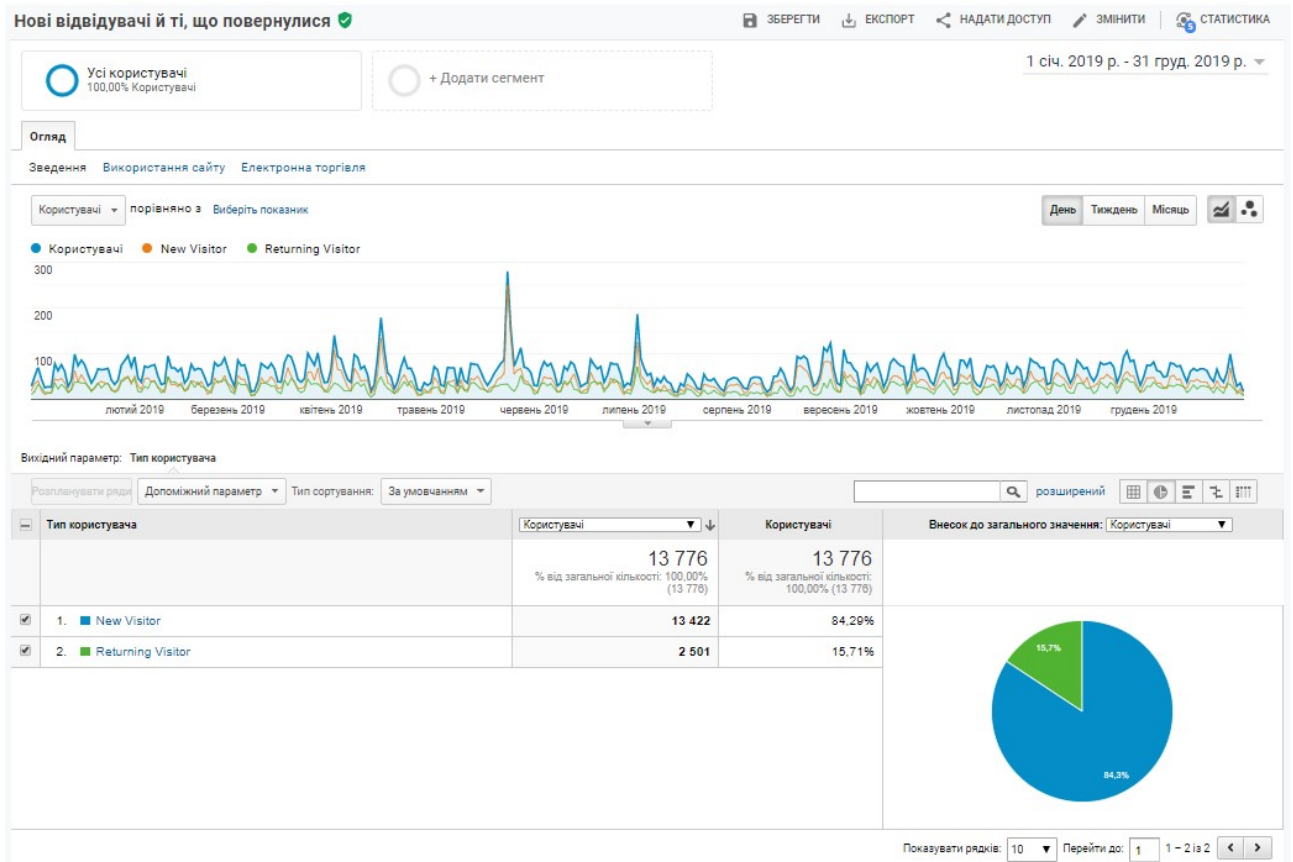 Нові відвідувачі й ті, що повернулися
ЗБЕРЕГТИ ЕКСПОРТ НАДАТИ ДОСТУП ЗМІНИТИ 5 СТАТИСТИКА
Усі користувачі
100,00% Користувачі
+ Додати сегмент
1 січ. 2019 р. - 31 груд. 2019 р.
Огляд
Зведення Використання сайту Електронна торгівля
Користувачі порівняно з Виберіть показник
День Тиждень Місяць
Користувачі New Visitor Returning Visitor
300
200
100
лютий 2019 березень 2019 квітень 2019 травень 2019 червень 2019 липень 2019 серпень 2019 вересень 2019 жовтень 2019 листопад 2019 грудень 2019
Вихідний параметр: Тип користувача
Розпланувати ряди Допоміжний параметр Тип сортування: За умовчанням розширений
Тип користувача Користувачі Користувачі Внесок до загального значення: Користувачі
13 776 13 776
% від загальної кількості: 100,00% % від загальної кількості:
(13 776) 100,00% (13 776)
1. New Visitor 13 422 84,29%
2. Returning Visitor 2 501 15,71%
15,7%
84,3%
Показувати рядків: 10 Перейти до: 1 1 – 2 із 2